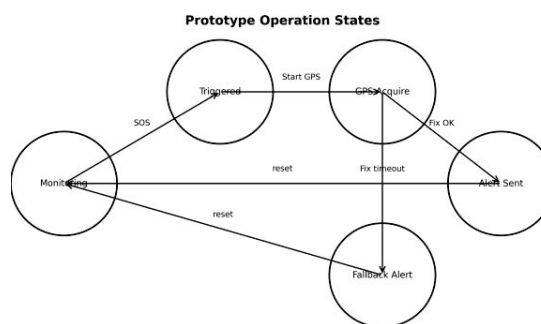 Prototype Operation States
Start GPS
Triggered
GPS Acquire
SOS
Fix OK
reset
Fix timeout
Monitoring
Alert Sent
reset
Fallback Alert